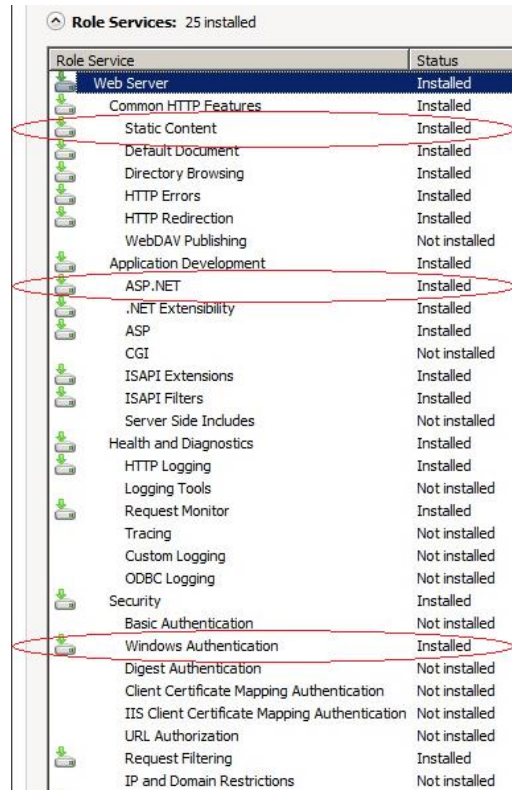 Role Services: 25 installed
Role Service Status
Web Server Installed
Common HTTP Features Installed
Static Content Installed
Default Document Installed
Directory Browsing Installed
HTTP Errors Installed
HTTP Redirection Installed
WebDAV Publishing Not installed
Application Development Installed
ASP.NET Installed
.NET Extensibility Installed
ASP Installed
CGI Not installed
ISAPI Extensions Installed
ISAPI Filters Installed
Server Side Includes Not installed
Health and Diagnostics Installed
HTTP Logging Installed
Logging Tools Not installed
Request Monitor Installed
Tracing Not installed
Custom Logging Not installed
ODBC Logging Not installed
Security Installed
Basic Authentication Not installed
Windows Authentication Installed
Digest Authentication Not installed
Client Certificate Mapping Authentication Not installed
IIS Client Certificate Mapping Authentication Not installed
URL Authorization Not installed
Request Filtering Installed
IP and Domain Restrictions Not installed